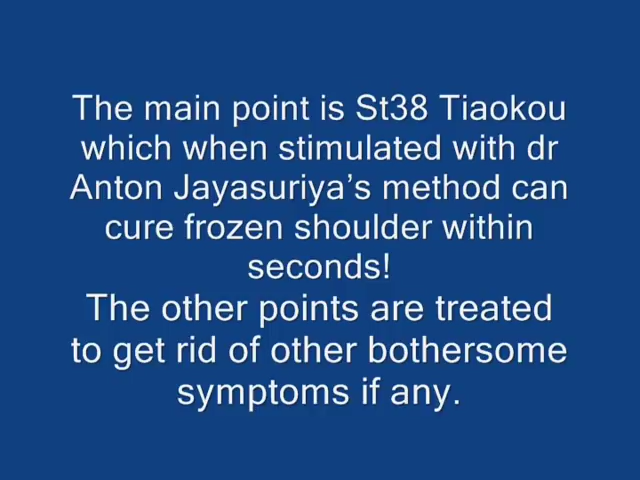 The main point is St38 Tiaokou
which when stimulated with dr
Anton Jayasuriya's method can
cure frozen shoulder within
seconds!
The other points are treated
to get rid of other bothersome
symptoms if any.